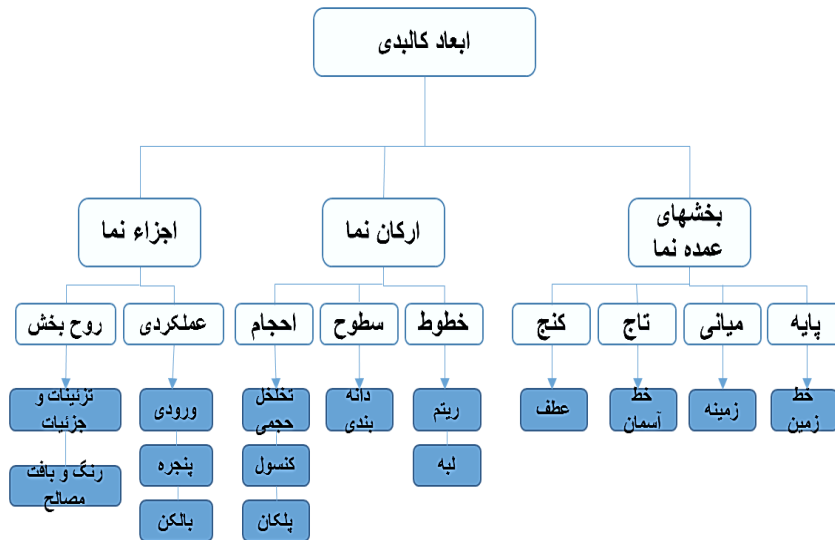 ابعاد کالبدی
بخشهای
عمده نما
ارکان نما
اجزاء نما
پایه
میانی
تاج
کنج
خطوط
سطوح
احجام
عملکردی
روح بخش
خط
زمین
زمینه
خط
آسمان
عطف
ریتم
لبه
دانه
بندی
تخلخل
حجمی
کنسول
پلکان
ورودی
پنجره
بالکن
تزئینات و
جزئیات
رنگ و بافت
مصالح